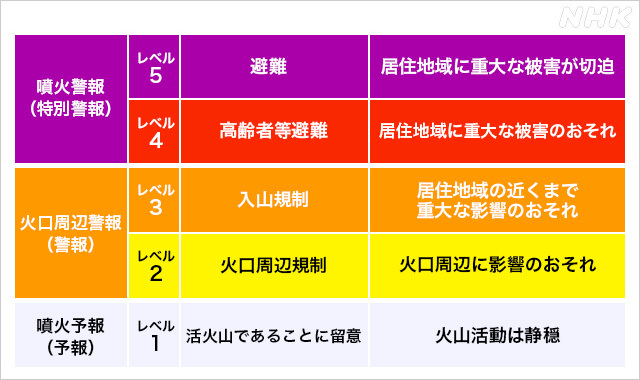 NHK
噴火警報
（特別警報）
レベル
5
避難
居住地域に重大な被害が切迫
レベル
4
高齢者等避難
居住地域に重大な被害のおそれ
火口周辺警報
（警報）
レベル
3
入山規制
居住地域の近くまで
重大な影響のおそれ
レベル
2
火口周辺規制
火口周辺に影響のおそれ
噴火予報
（予報）
レベル
1
活火山であることに留意
火山活動は静穏